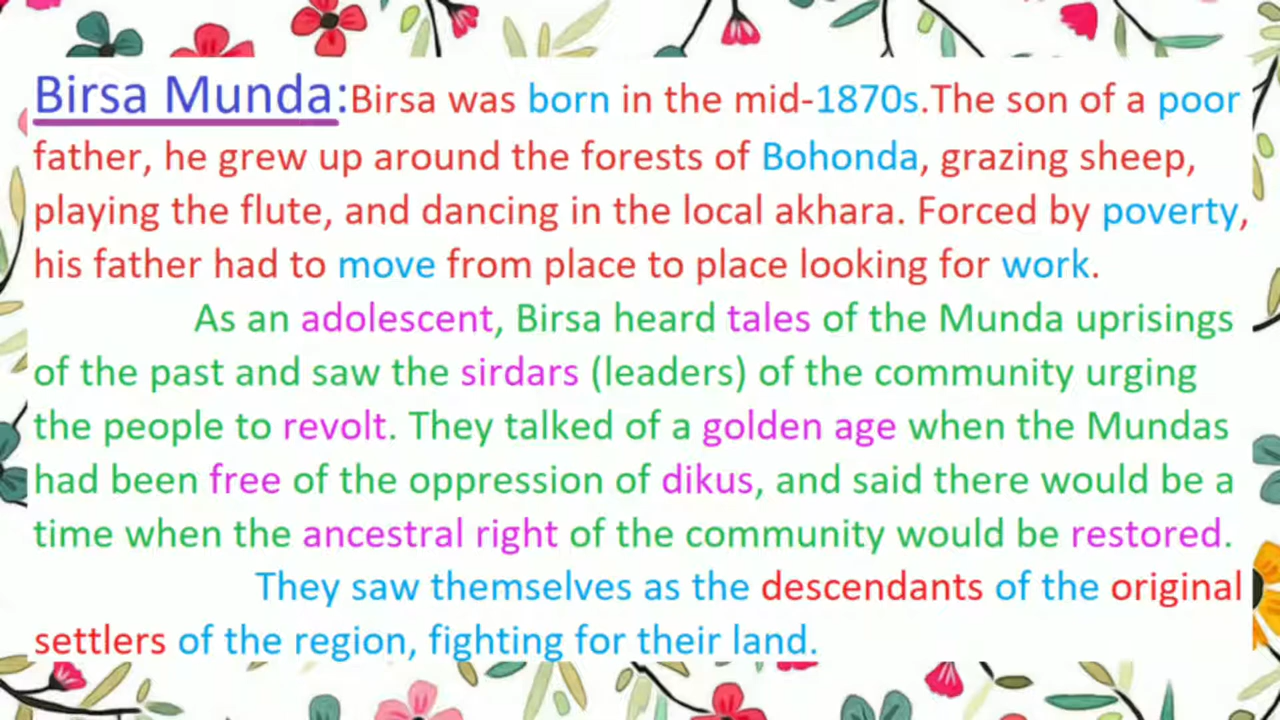 Birsa Munda:Birsa was born in the mid-1870s.The son of a poor
father, he grew up around the forests of Bohonda, grazing sheep,
playing the flute, and dancing in the local akhara. Forced by poverty,
his father had to move from place to place looking for work.
As an adolescent, Birsa heard tales of the Munda uprisings
of the past and saw the sirdars (leaders) of the community urging
the people to revolt. They talked of a golden age when the Mundas
had been free of the oppression of dikus, and said there would be a
time when the ancestral right of the community would be restored.
They saw themselves as the descendants of the original
settlers of the region, fighting for their land.